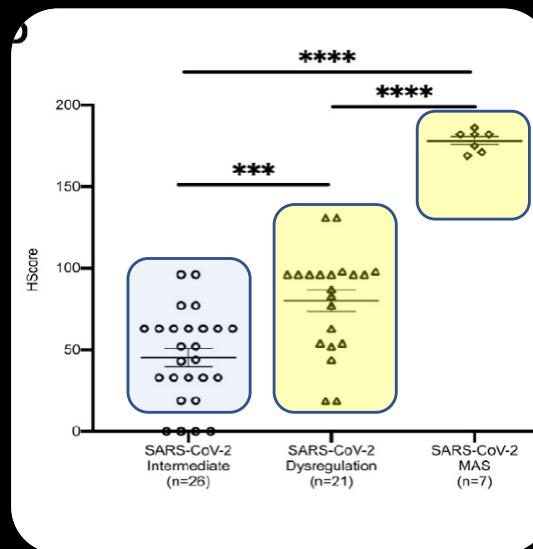 D
****
****
200
***
150
HScore
100
50
0
SARS-CoV-2 SARS-CoV-2 SARS-CoV-2
Intermediate Dysregulation MAS
(n=26) (n=21) (n=7)